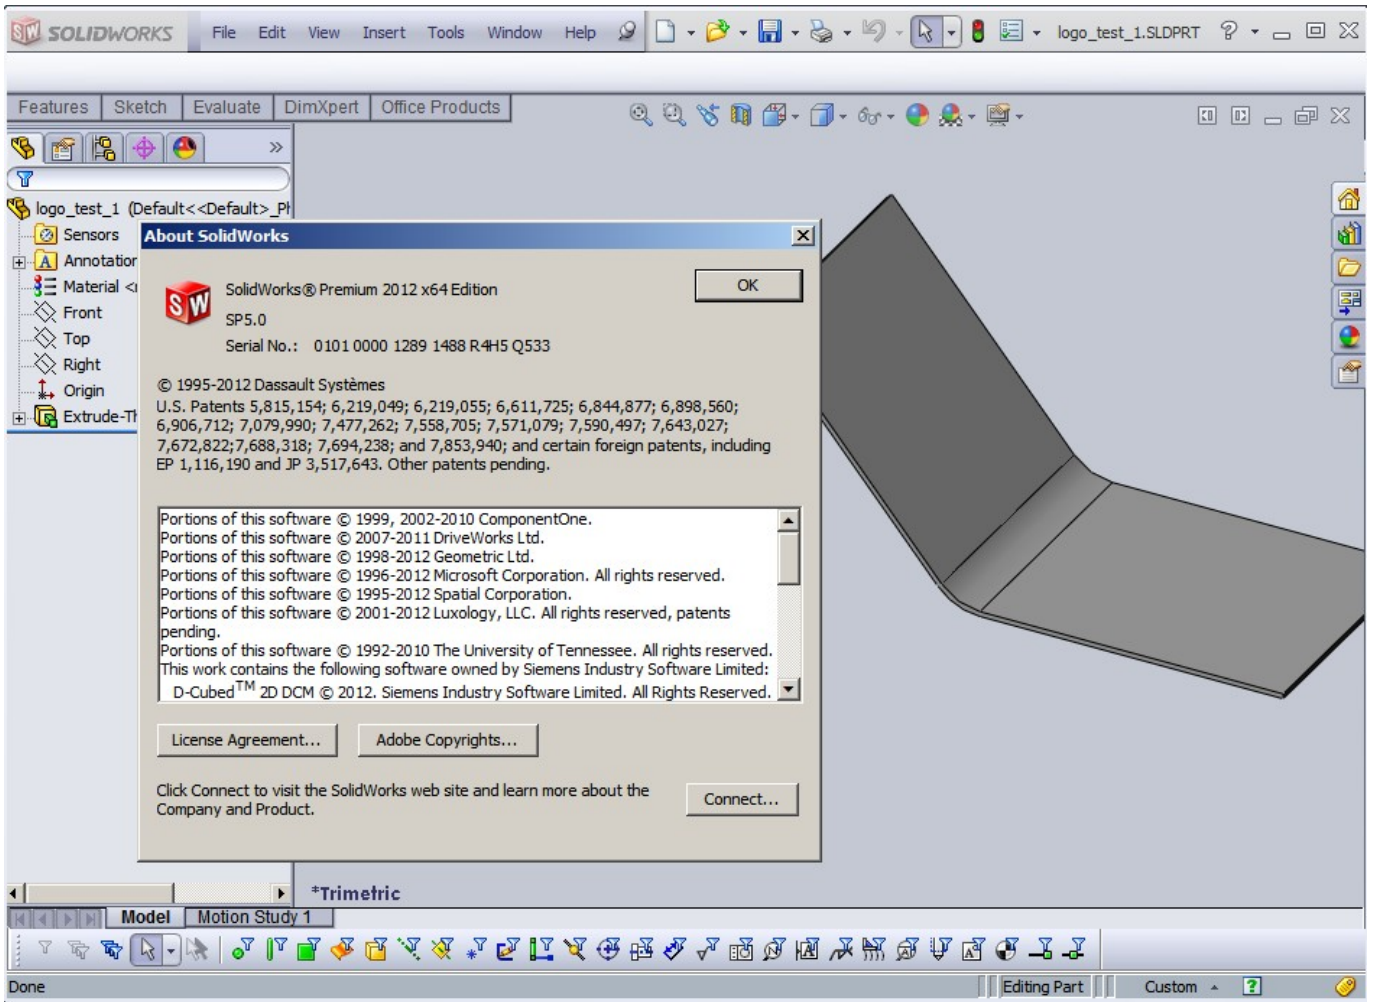 SW SOLIDWORKS File Edit View Insert Tools Window Help logo_test_1.SLDPRT ?
Features Sketch Evaluate DimXpert Office Products
logo_test_1 (Default<<Default>_Ph
Sensors
A Annotation
Material <
Front
Top
Right
Origin
Extrude-Th
About SolidWorks
OK
SW
SolidWorks® Premium 2012 x64 Edition
SP5.0
Serial No.: 0101 0000 1289 1488 R4H5 Q533
© 1995-2012 Dassault Systèmes
U.S. Patents 5,815,154; 6,219,049; 6,219,055; 6,611,725; 6,844,877; 6,898,560;
6,906,712; 7,079,990; 7,477,262; 7,558,705; 7,571,079; 7,590,497; 7,643,027;
7,672,822;7,688,318; 7,694,238; and 7,853,940; and certain foreign patents, including
EP 1,116,190 and JP 3,517,643. Other patents pending.
Portions of this software © 1999, 2002-2010 ComponentOne.
Portions of this software © 2007-2011 DriveWorks Ltd.
Portions of this software © 1998-2012 Geometric Ltd.
Portions of this software © 1996-2012 Microsoft Corporation. All rights reserved.
Portions of this software © 1995-2012 Spatial Corporation.
Portions of this software © 2001-2012 Luxology, LLC. All rights reserved, patents
pending.
Portions of this software © 1992-2010 The University of Tennessee. All rights reserved.
This work contains the following software owned by Siemens Industry Software Limited:
D-Cubed™ 2D DCM © 2012. Siemens Industry Software Limited. All Rights Reserved.
License Agreement... Adobe Copyrights...
Click Connect to visit the SolidWorks web site and learn more about the
Company and Product.
Connect...
*Trimetric
Model Motion Study 1
Done Editing Part Custom ?